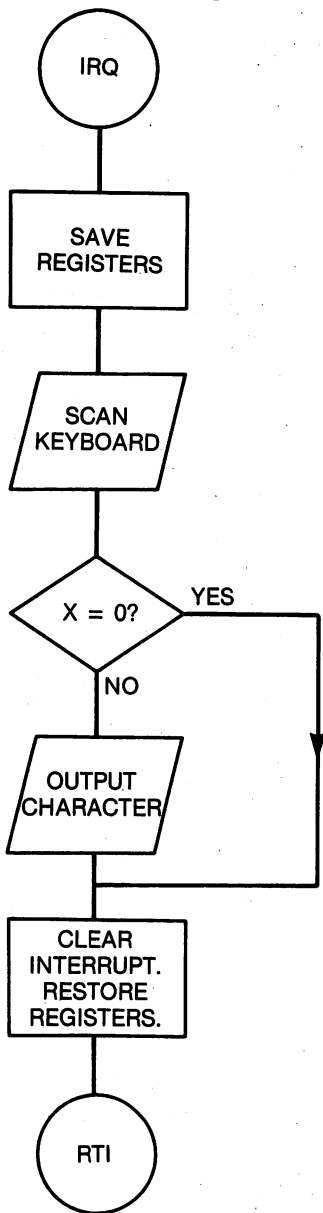 IRQ
SAVE
REGISTERS
SCAN
KEYBOARD
X = 0?
YES
NO
OUTPUT
CHARACTER
CLEAR
INTERRUPT.
RESTORE
REGISTERS.
RTI